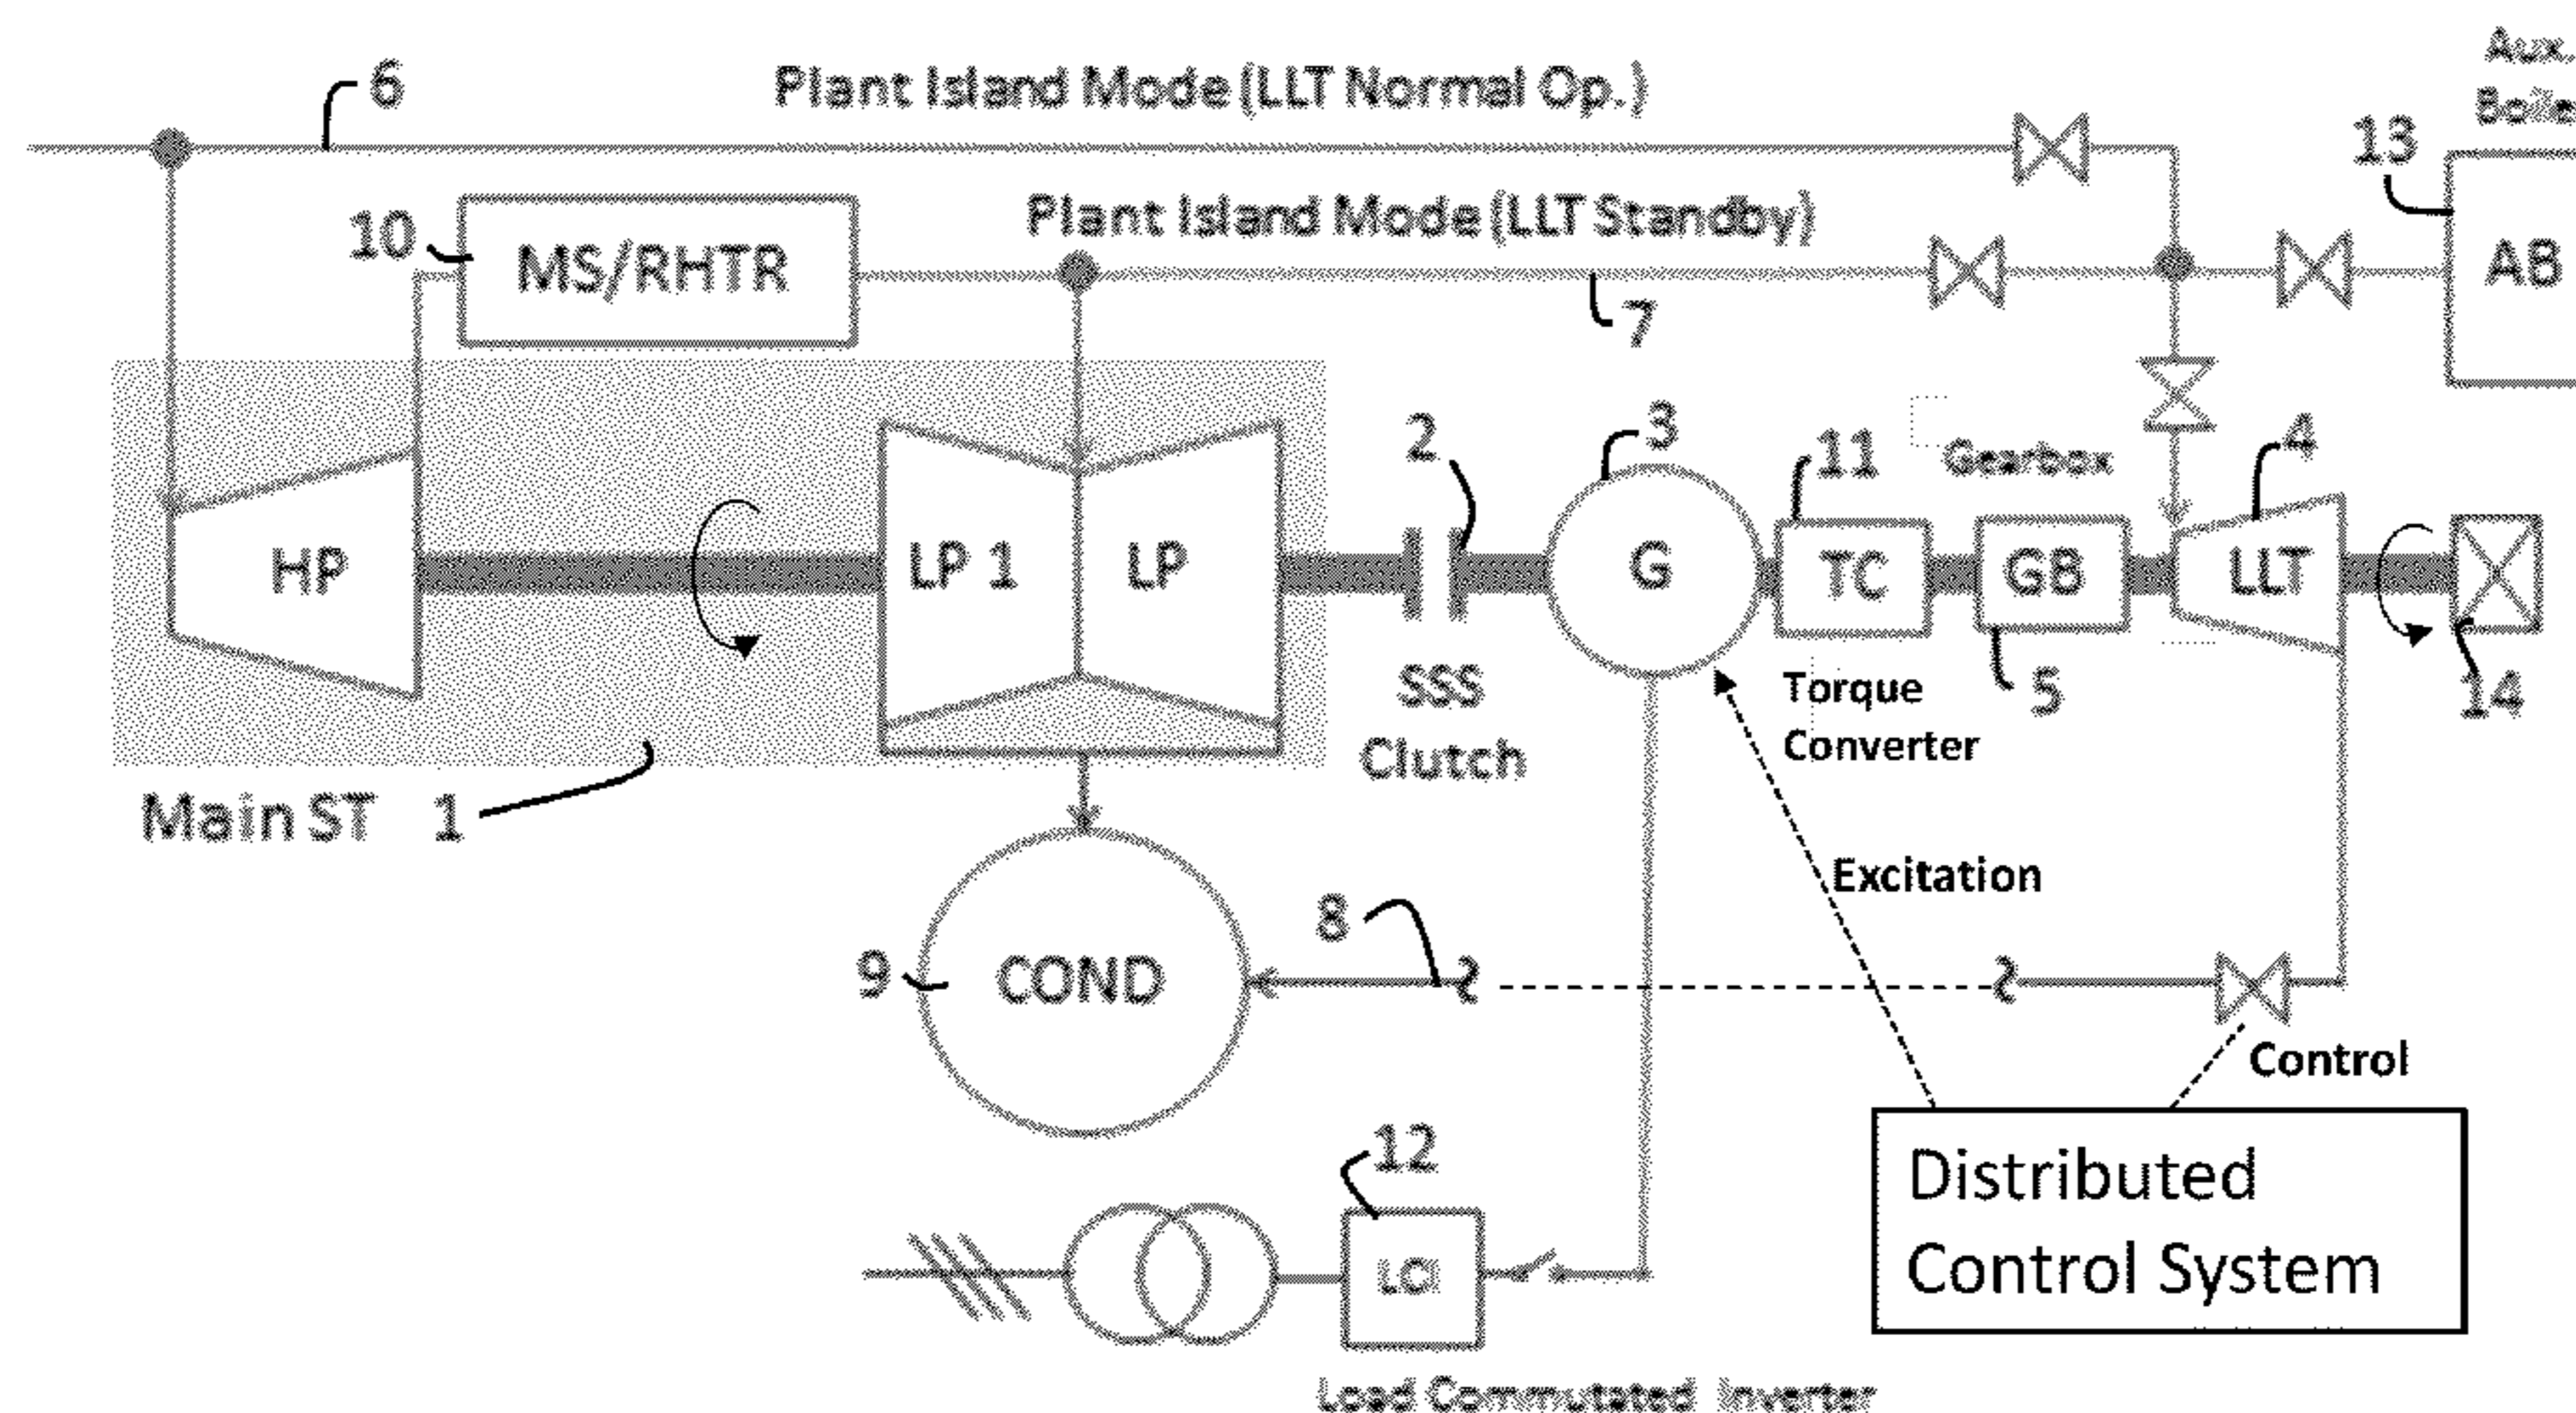 Aux.
6
Plant Island Mode (LLT Normal Op.)
Boile
13
10
MS/RHTR
Plant Island Mode (LLT Standby)
AB
7
2
3
11
Gearbox
4
HP
LP 1
LP
G
TC
GB
LLT
SSS
Clutch
Torque
Converter
5
14
Main ST 1
Excitation
8
9
COND
Control
12
LCI
Distributed
Control System
Load Commutated Inverter